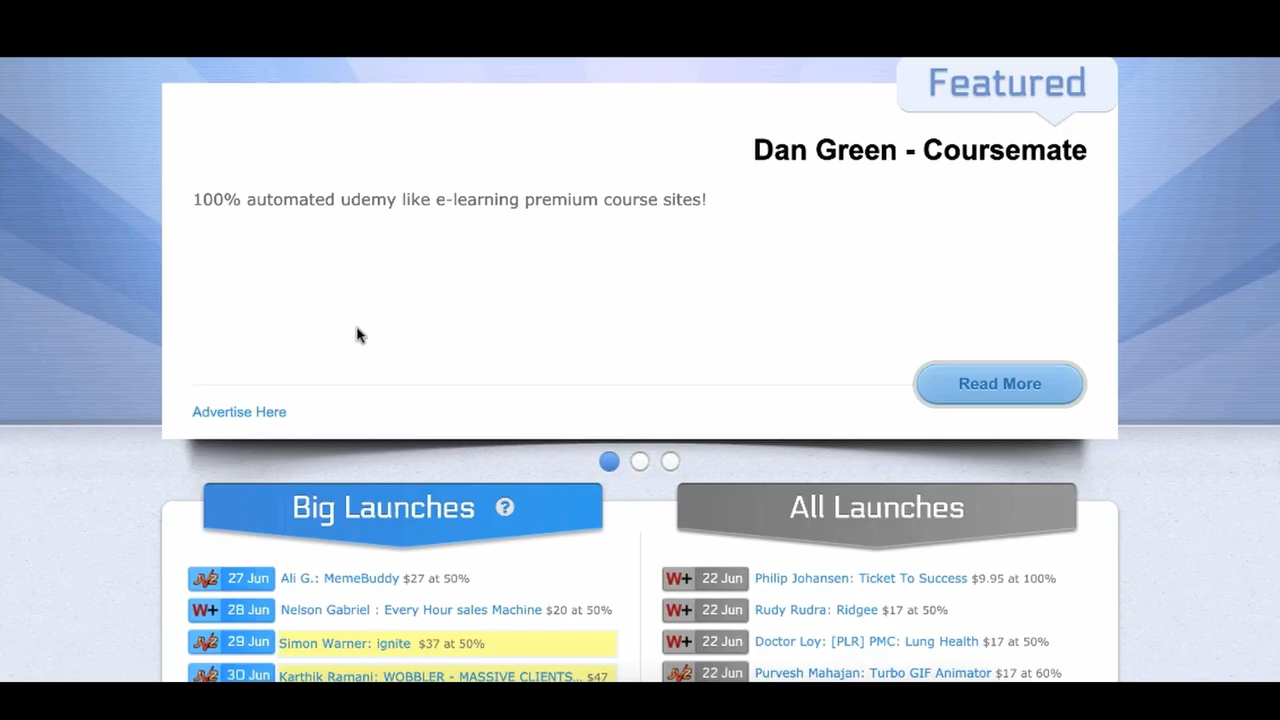 Featured
Dan Green - Coursemate
100% automated udemy like e-learning premium course sites!
Read More
Advertise Here
Big Launches ?
27 Jun Ali G.: MemeBuddy $27 at 50%
W+ 28 Jun Nelson Gabriel : Every Hour sales Machine $20 at 50%
29 Jun Simon Warner: ignite $37 at 50%
30 Jun Karthik Ramani: WOBBLER - MASSIVE CLIENTS... $47
All Launches
W+ 22 Jun Philip Johansen: Ticket To Success $9.95 at 100%
W+ 22 Jun Rudy Rudra: Ridgee $17 at 50%
W+ 22 Jun Doctor Loy: [PLR] PMC: Lung Health $17 at 50%
22 Jun Purvesh Mahajan: Turbo GIF Animator $17 at 60%